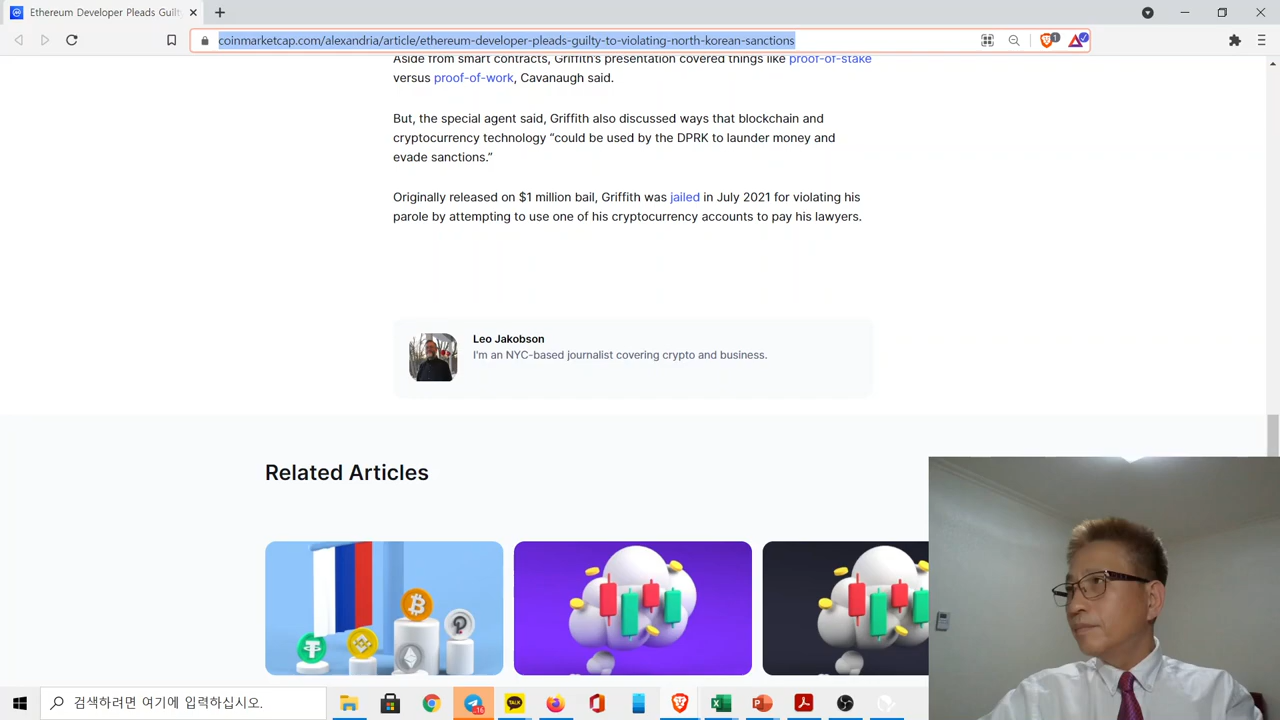 Ethereum Developer Pleads Guilty
coinmarketcap.com/alexandria/article/ethereum-developer-pleads-guilty-to-violating-north-korean-sanctions
1
Aside from smart contracts, Griffith's presentation covered things like proof-of-stake
versus proof-of-work, Cavanaugh said.
But, the special agent said, Griffith also discussed ways that blockchain and
cryptocurrency technology “could be used by the DPRK to launder money and
evade sanctions.”
Originally released on $1 million bail, Griffith was jailed in July 2021 for violating his
parole by attempting to use one of his cryptocurrency accounts to pay his lawyers.
Leo Jakobson
I'm an NYC-based journalist covering crypto and business.
Related Articles
검색하려면 여기에 입력하십시오.
16
TALK